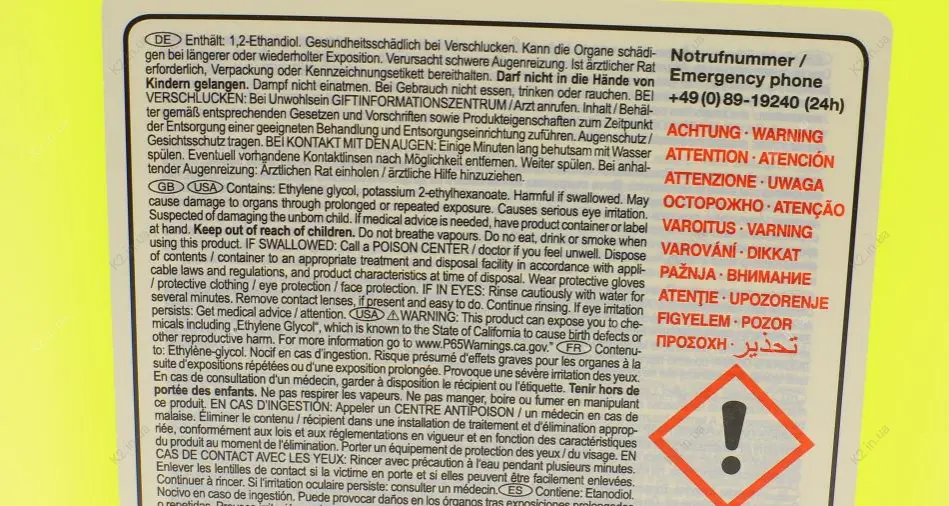 DE Enthält: 1,2-Ethandiol. Gesundheitsschädlich bei Verschlucken. Kann die Organe schädi-
gen bei längerer oder wiederholter Exposition. Verursacht schwere Augenreizung. Ist ärztlicher Rat
erforderlich, Verpackung oder Kennzeichnungsetikett bereithalten. Darf nicht in die Hände von
Kindern gelangen. Dampf nicht einatmen. Bei Gebrauch nicht essen, trinken oder rauchen. BEI
VERSCHLUCKEN: Bei Unwohlsein GIFTINFORMATIONSZENTRUM / Arzt anrufen. Inhalt / Behäl-
ter gemäß entsprechenden Gesetzen und Vorschriften sowie Produkteigenschaften zum Zeitpunkt
der Entsorgung einer geeigneten Behandlung und Entsorgungseinrichtung zuführen. Augenschutz /
Gesichtsschutz tragen. BEI KONTAKT MIT DEN AUGEN: Einige Minuten lang behutsam mit Wasser
spülen. Eventuell vorhandene Kontaktlinsen nach Möglichkeit entfernen. Weiter spülen. Bei anhal-
tender Augenreizung: Ärztlichen Rat einholen / ärztliche Hilfe hinzuziehen.
GB USA Contains: Ethylene glycol, potassium 2-ethylhexanoate. Harmful if swallowed. May
cause damage to organs through prolonged or repeated exposure. Causes serious eye irritation.
Suspected of damaging the unborn child. If medical advice is needed, have product container or label
at hand. Keep out of reach of children. Do not breathe vapours. Do no eat, drink or smoke when
using this product. IF SWALLOWED: Call a POISON CENTER / doctor if you feel unwell. Dispose
of contents / container to an appropriate treatment and disposal facility in accordance with appli-
cable laws and regulations, and product characteristics at time of disposal. Wear protective gloves
/ protective clothing / eye protection / face protection. IF IN EYES: Rinse cautiously with water for
several minutes. Remove contact lenses, if present and easy to do. Continue rinsing. If eye irritation
persists: Get medical advice / attention. USA ⚠WARNING: This product can expose you to che-
micals including „Ethylene Glycol“, which is known to the State of California to cause birth defects or
other reproductive harm. For more information go to www.P65Warnings.ca.gov.“ FR Contenu-
to: Ethylène-glycol. Nocif en cas d'ingestion. Risque présumé d'effets graves pour les organes à la
suite d'expositions répétées ou d'une exposition prolongée. Provoque une sévère irritation des yeux.
En cas de consultation d'un médecin, garder à disposition le récipient ou l'étiquette. Tenir hors de
portée des enfants. Ne pas respirer les vapeurs. Ne pas manger, boire ou fumer en manipulant
ce produit. EN CAS D'INGESTION: Appeler un CENTRE ANTIPOISON / un médecin en cas de
malaise. Éliminer le contenu / récipient dans une installation de traitement et d'élimination approp-
riée, conformément aux lois et aux réglementations en vigueur et en fonction des caractéristiques
du produit au moment de l'élimination. Porter un équipement de protection des yeux / du visage. EN
CAS DE CONTACT AVEC LES YEUX: Rincer avec précaution à l'eau pendant plusieurs minutes.
Enlever les lentilles de contact si la victime en porte et si elles peuvent être facilement enlevées.
Continuer à rincer. Si l'irritation oculaire persiste: consulter un médecin. ES Contiene: Etanodiol.
Nocivo en caso de ingestión. Puede provocar daños en los órganos tras exposiciones prolongadas
Notrufnummer /
Emergency phone
+49 (0) 89-19240 (24h)
ACHTUNG · WARNING
ATTENTION · ATENCIÓN
ATTENZIONE · UWAGA
ОСТОРОЖНО · ATENÇÃO
VAROITUS · VARNING
VAROVÁNÍ · DIKKAT
PAŽNJA · ВНИМАНИЕ
ATENŢIE · UPOZORENJE
FIGYELEM · POZOR
ΠΡΟΣΟΧΗ · تحذير
K2.in.ua